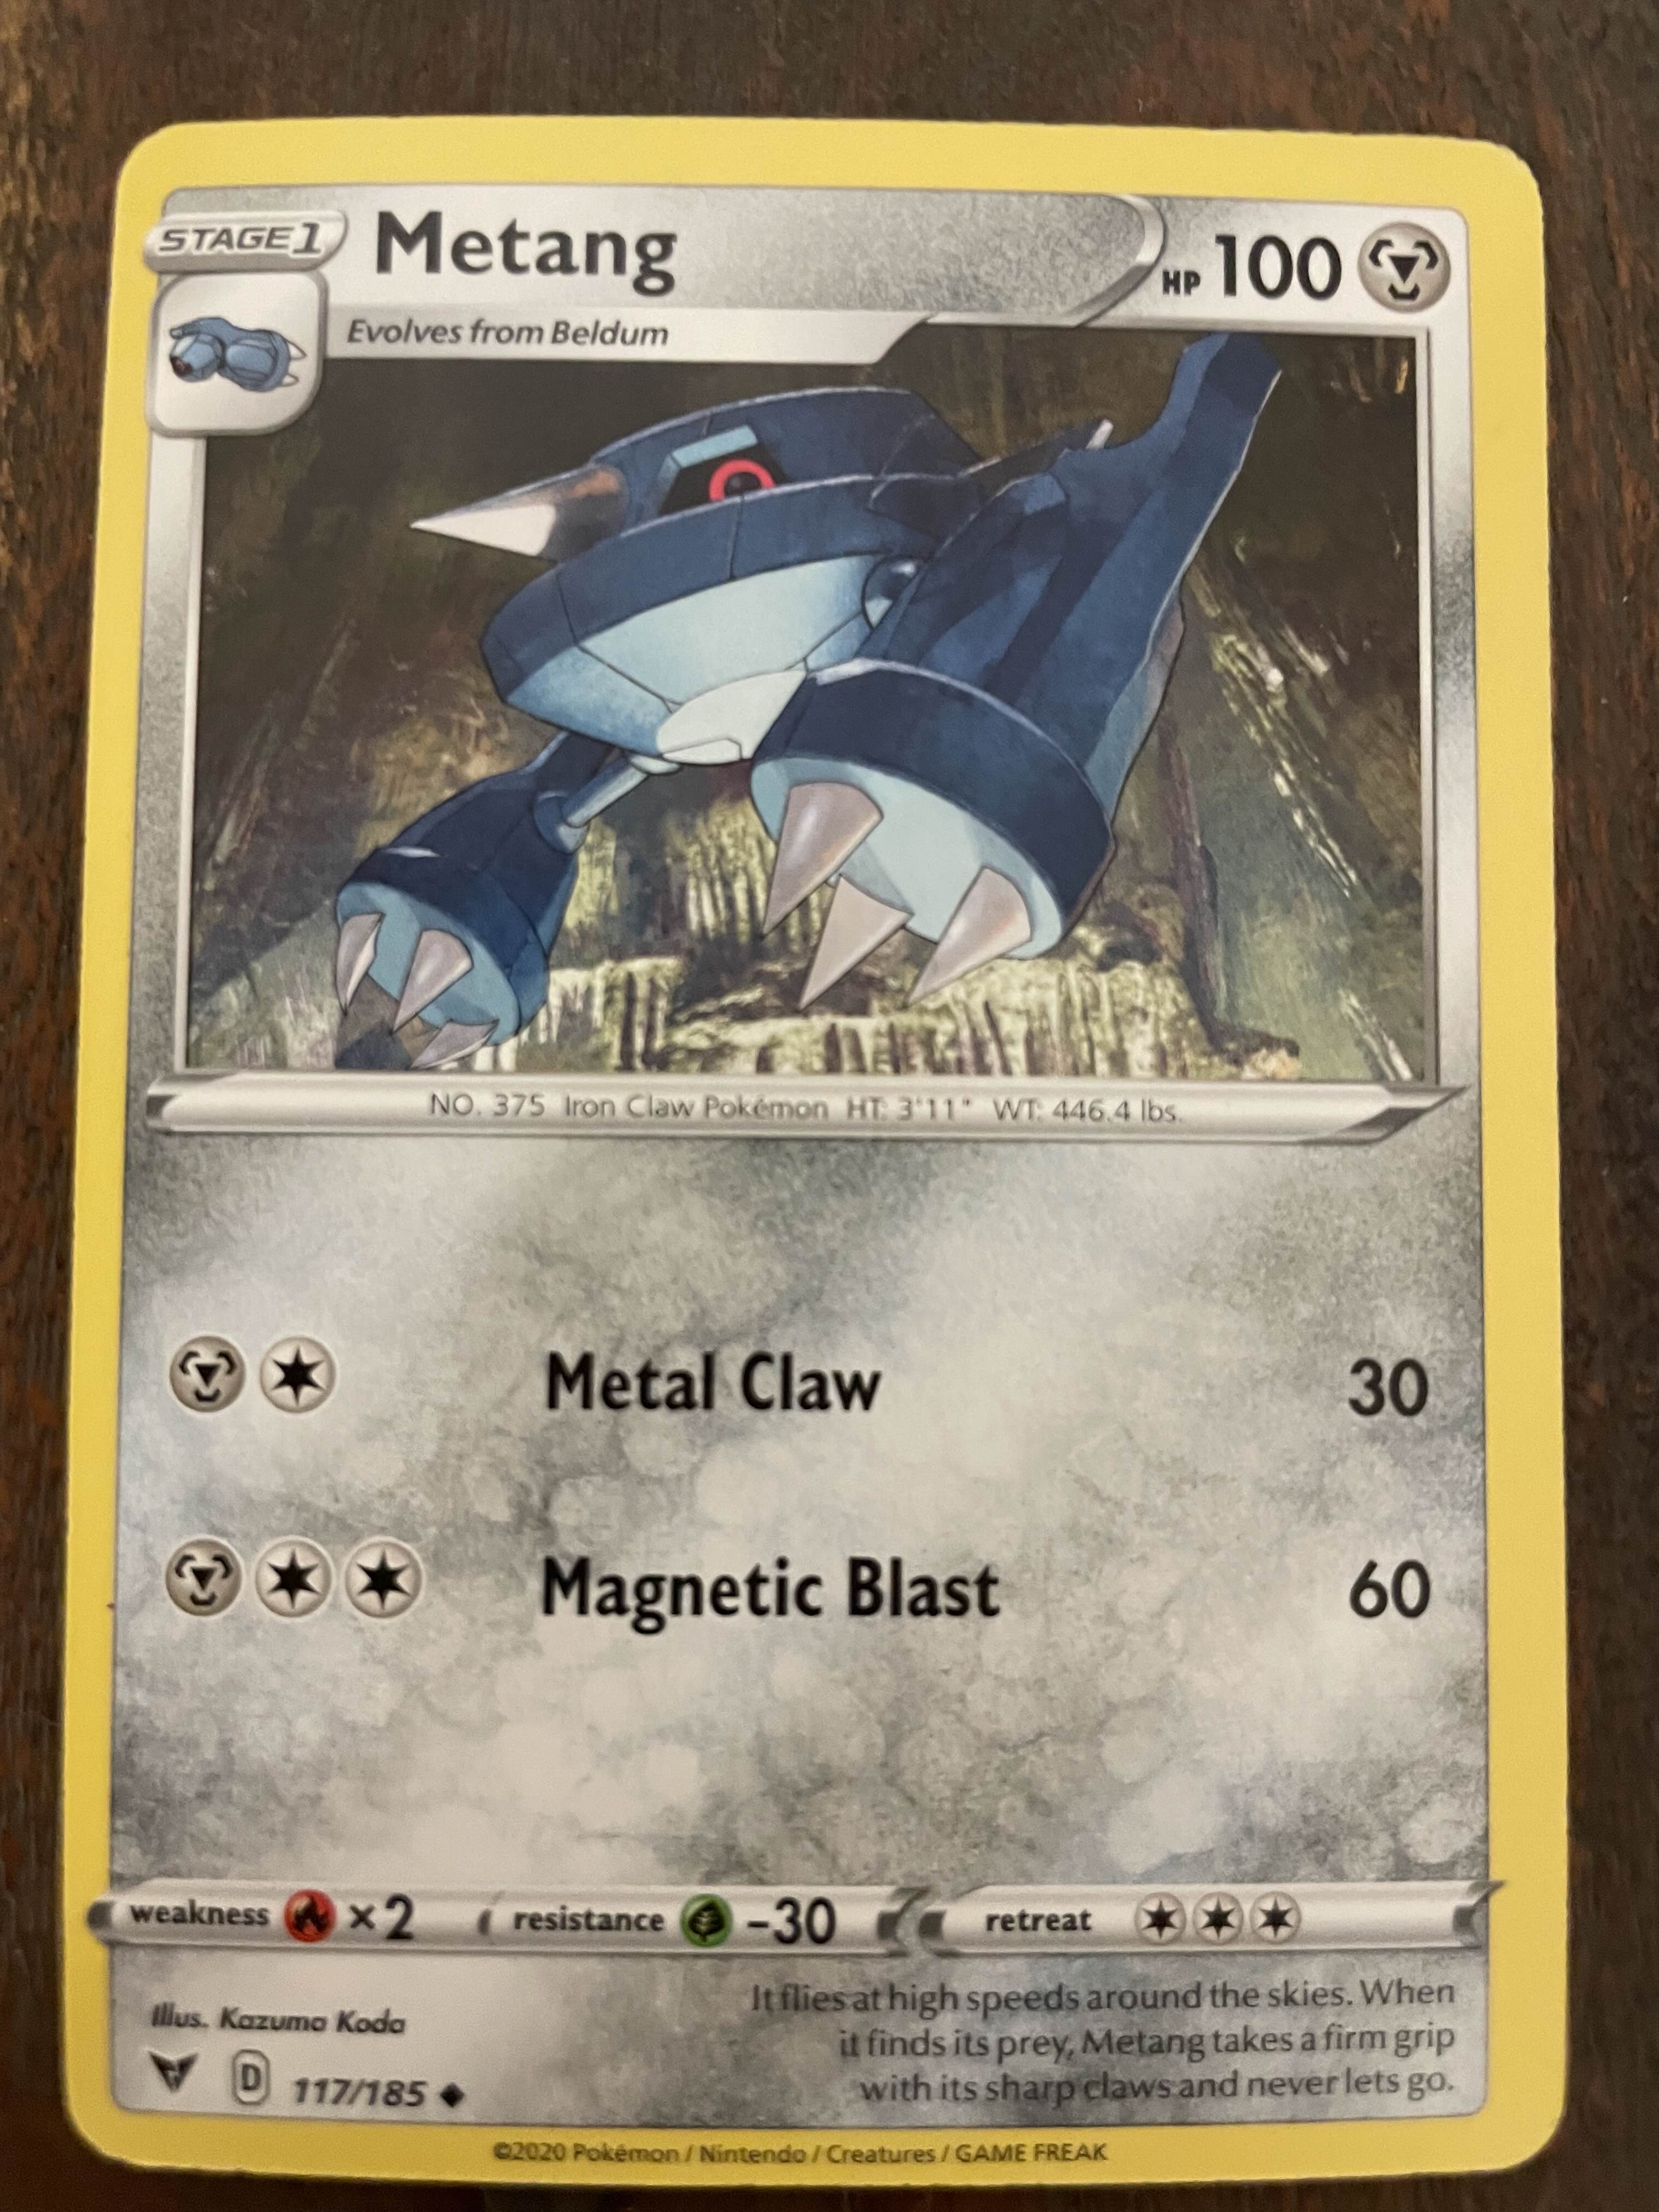 STAGE 1 Metang HP 100
Evolves from Beldum
NO. 375 Iron Claw Pokémon HT: 3'11" WT: 446.4 lbs.
Metal Claw 30
Magnetic Blast 60
weakness ×2 resistance -30 retreat
It flies at high speeds around the skies. When
it finds its prey, Metang takes a firm grip
with its sharp claws and never lets go.
Illus. Kazuma Koda
D 117/185
©2020 Pokémon / Nintendo / Creatures / GAME FREAK